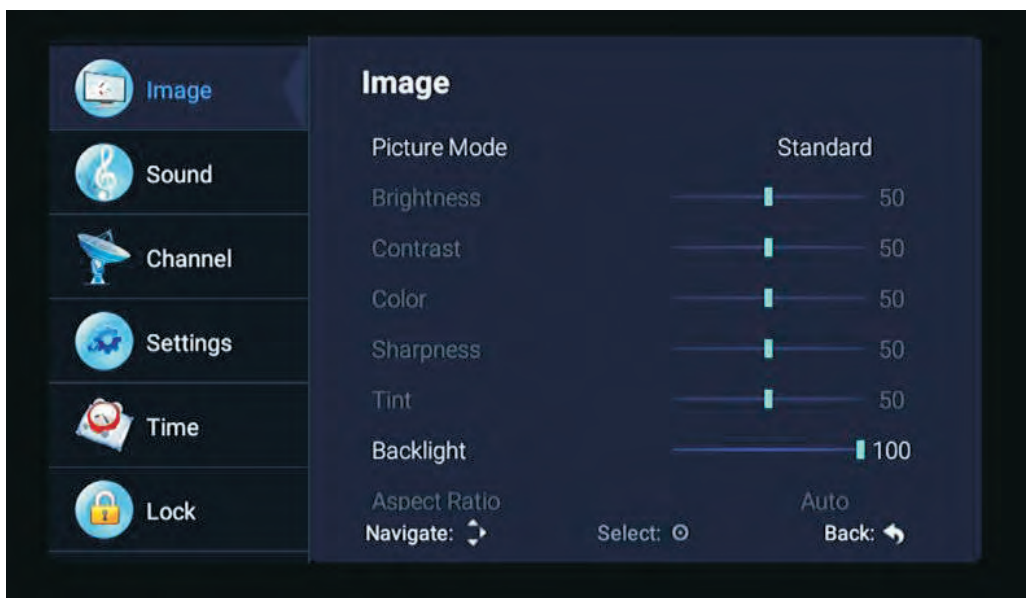 Image
Sound
Channel
Settings
Time
Lock
Image
Picture Mode Standard
Brightness 50
Contrast 50
Color 50
Sharpness 50
Tint 50
Backlight 100
Aspect Ratio Auto
Navigate: Select: Back: